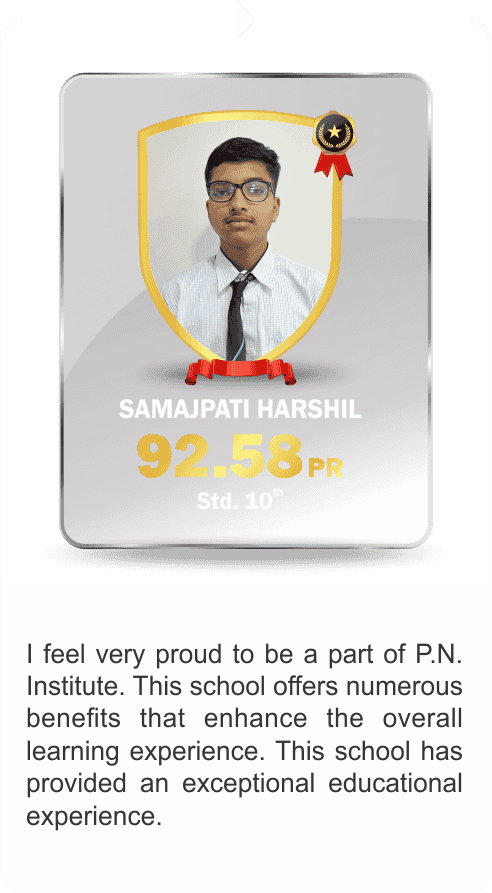 SAMAJPATI HARSHIL
92.58 PR
Std. 10th
I feel very proud to be a part of P.N.
Institute. This school offers numerous
benefits that enhance the overall
learning experience. This school has
provided an exceptional educational
experience.